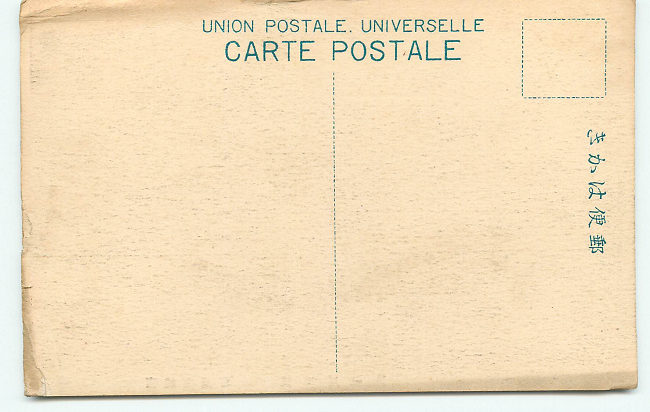 UNION POSTALE. UNIVERSELLE
CARTE POSTALE
きかは便郵